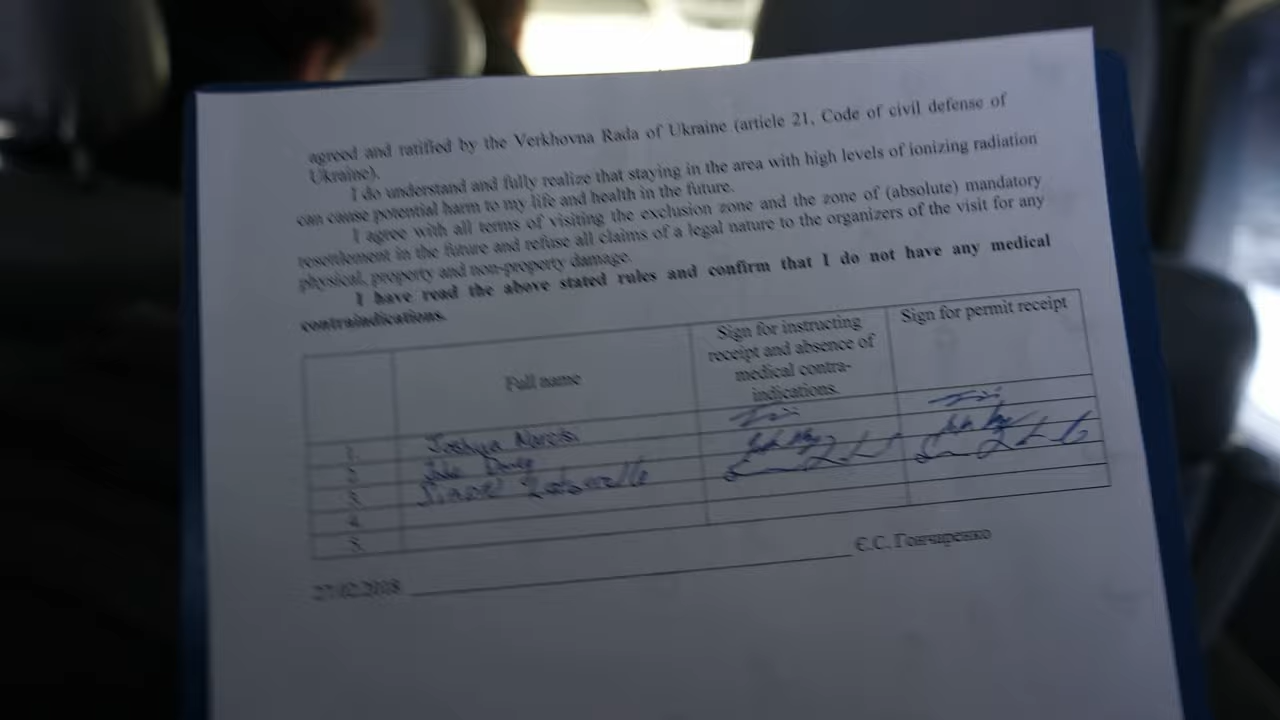 agreed and ratified by the Verkhovna Rada of Ukraine (article 21, Code of civil defense of
Ukraine).
I do understand and fully realize that staying in the area with high levels of ionizing radiation
can cause potential harm to my life and health in the future.
I agree with all terms of visiting the exclusion zone and the zone of (absolute) mandatory
resettlement in the future and refuse all claims of a legal nature to the organizers of the visit for any
physical, property and non-property damage.
I have read the above stated rules and confirm that I do not have any medical
contraindications.
Full name
Sign for instructing
receipt and absence of
medical contra-
indications.
Sign for permit receipt
1. Joshua
2.
3.
4.
5.
27.02.2018 Є.С. Гончаренко